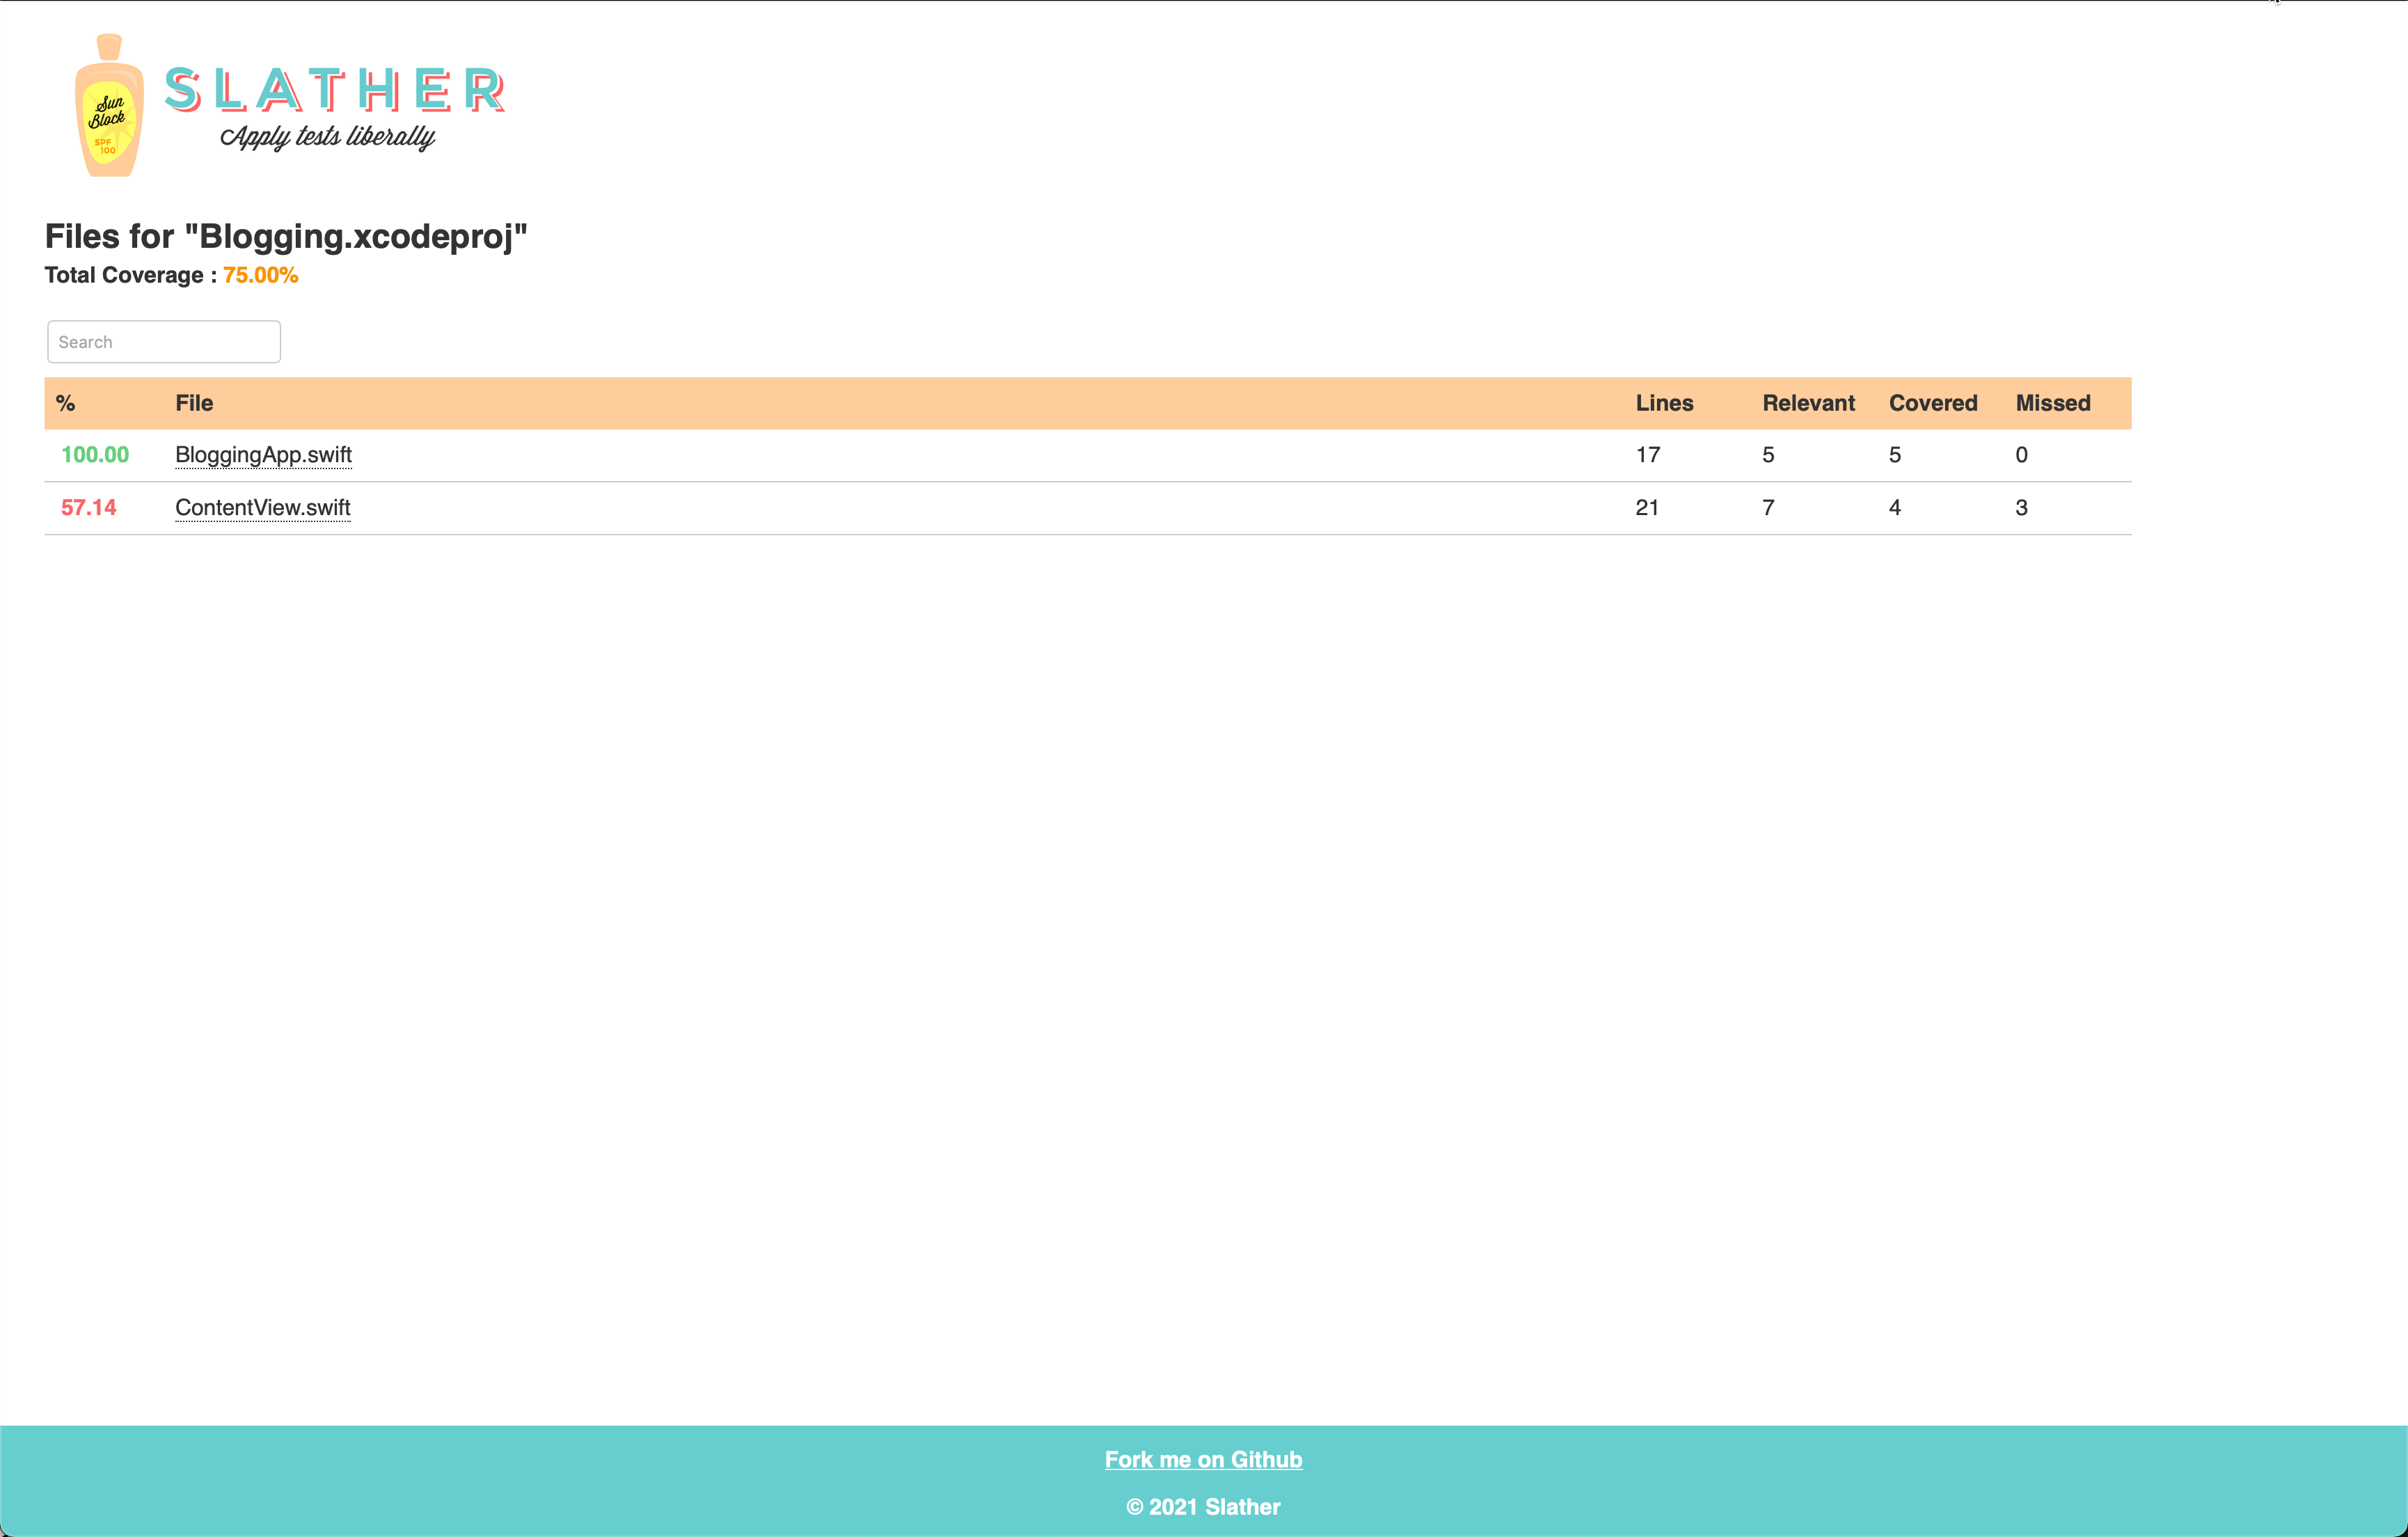 Sun
Block
SPF
100
SLATHER
Apply tests liberally
Files for "Blogging.xcodeproj"
Total Coverage : 75.00%
Search
% File Lines Relevant Covered Missed
100.00 BloggingApp.swift 17 5 5 0
57.14 ContentView.swift 21 7 4 3
Fork me on Github
© 2021 Slather